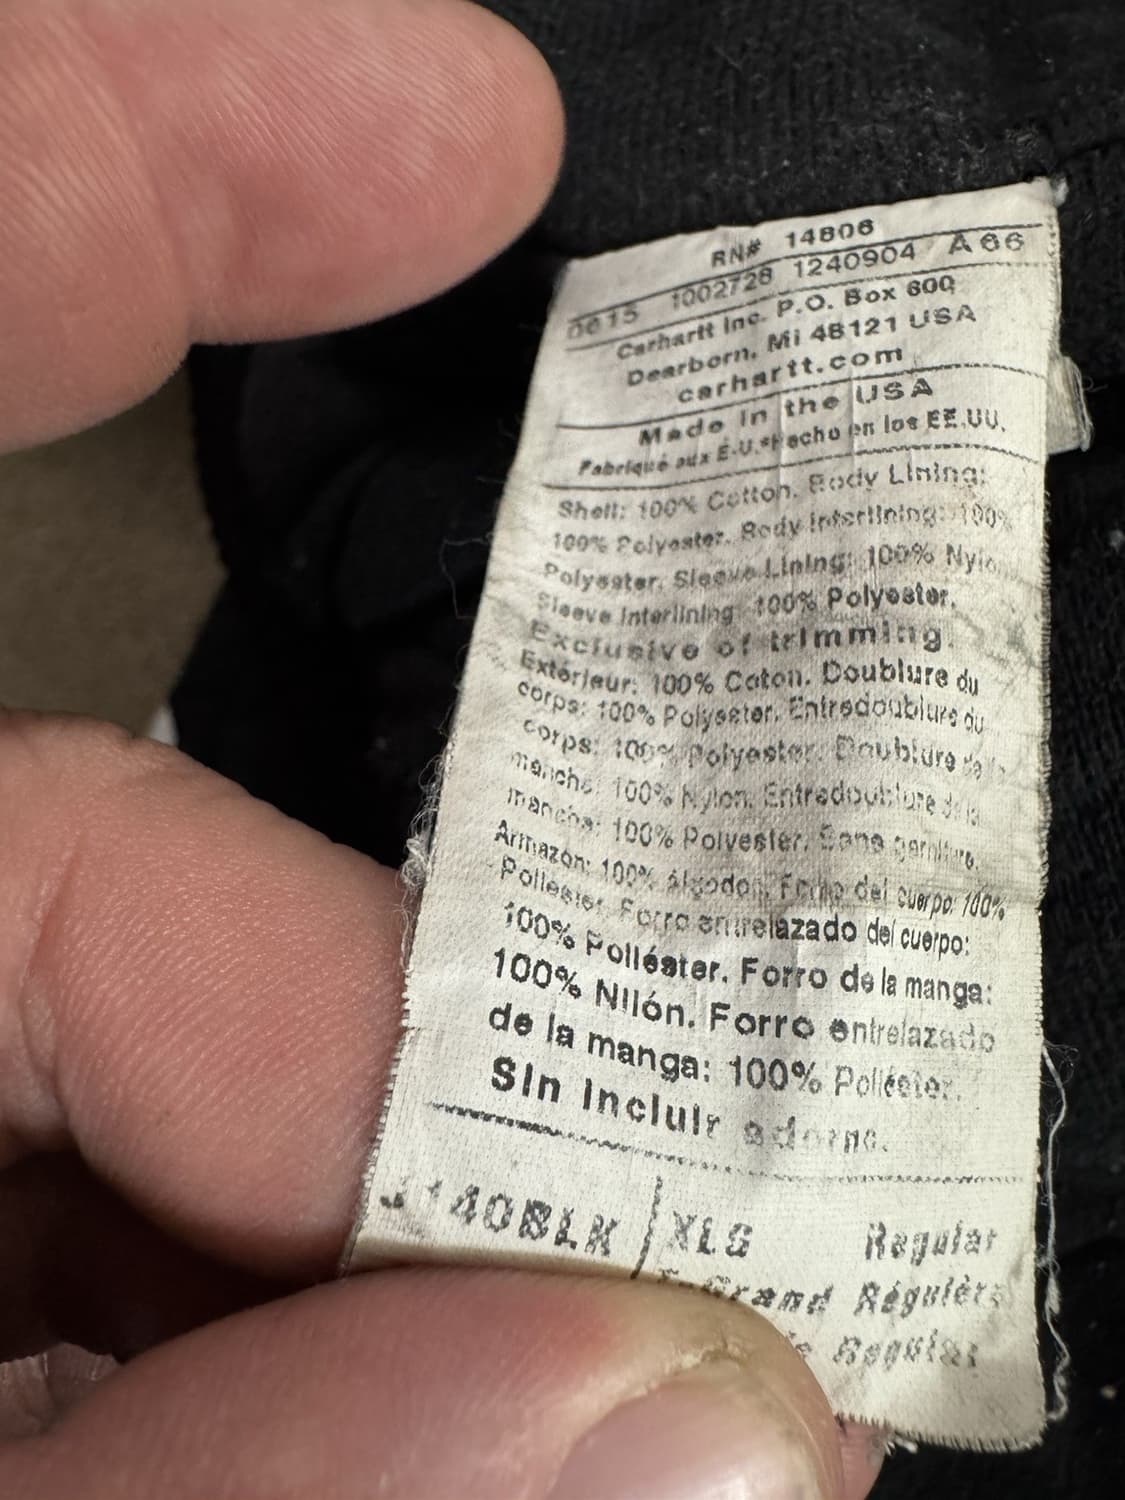 RN# 14806
0615 1002728 1240904 A66
Carhartt Inc. P.O. Box 600
Dearborn, Mi 48121 USA
carhartt.com
Made in the USA
Fabriqué aux É-U.*Hecho en los EE.UU.
Shell: 100% Cotton. Body Lining:
100% Polyester. Body Interlining: 100%
Polyester. Sleeve Lining: 100% Nylo
Sleeve Interlining: 100% Polyester.
Exclusive of trimming.
Extérieur: 100% Coton. Doublure du
corps: 100% Polyester. Entredoublure du
corps: 100% Polyester. Doublure de la
manche: 100% Nylon. Entredoublure de la
manche: 100% Polyester. Sans garniture.
Armazon: 100% algodon. Forro del cuerpo: 100%
Poliester. Forro entrelazado del cuerpo:
100% Poliéster. Forro de la manga:
100% Nilón. Forro entrelazado
de la manga: 100% Poliéster.
Sin incluir adorno.
J140BLK XLG Regular
T Grand Régulière
Regular